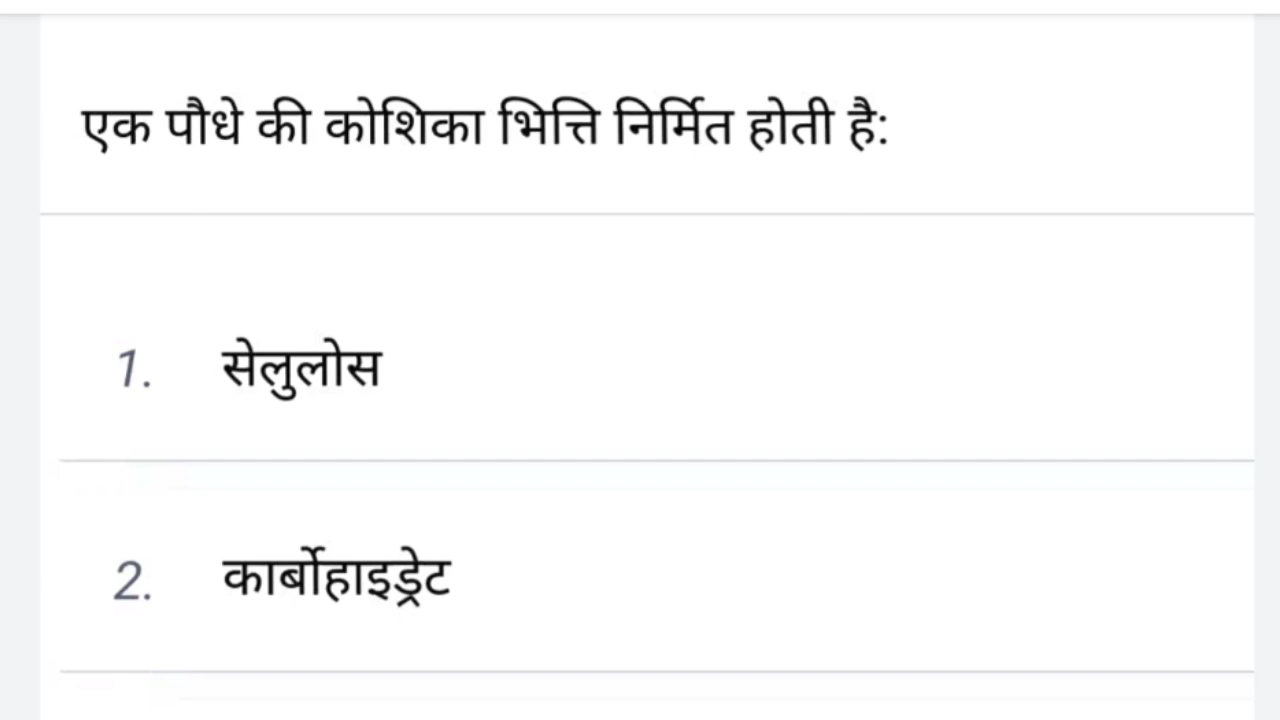 एक पौधे की कोशिका भित्ति निर्मित होती है:
1. सेलुलोस
2. कार्बोहाइड्रेट